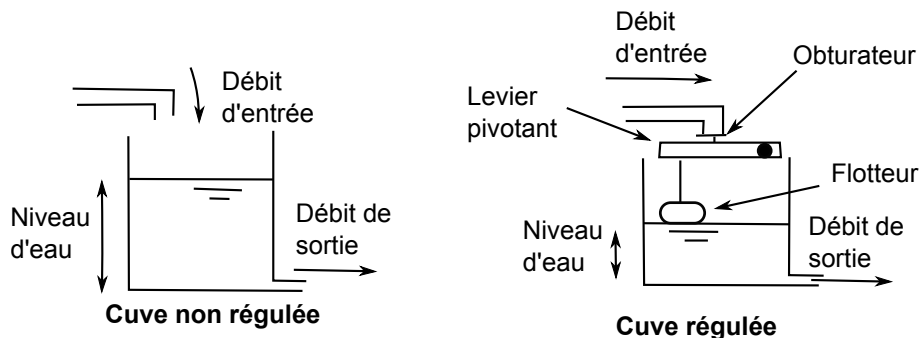 Débit
d'entrée
Niveau
d'eau
Débit de
sortie
Cuve non régulée
Débit
d'entrée
Obturateur
Levier
pivotant
Flotteur
Niveau
d'eau
Débit de
sortie
Cuve régulée